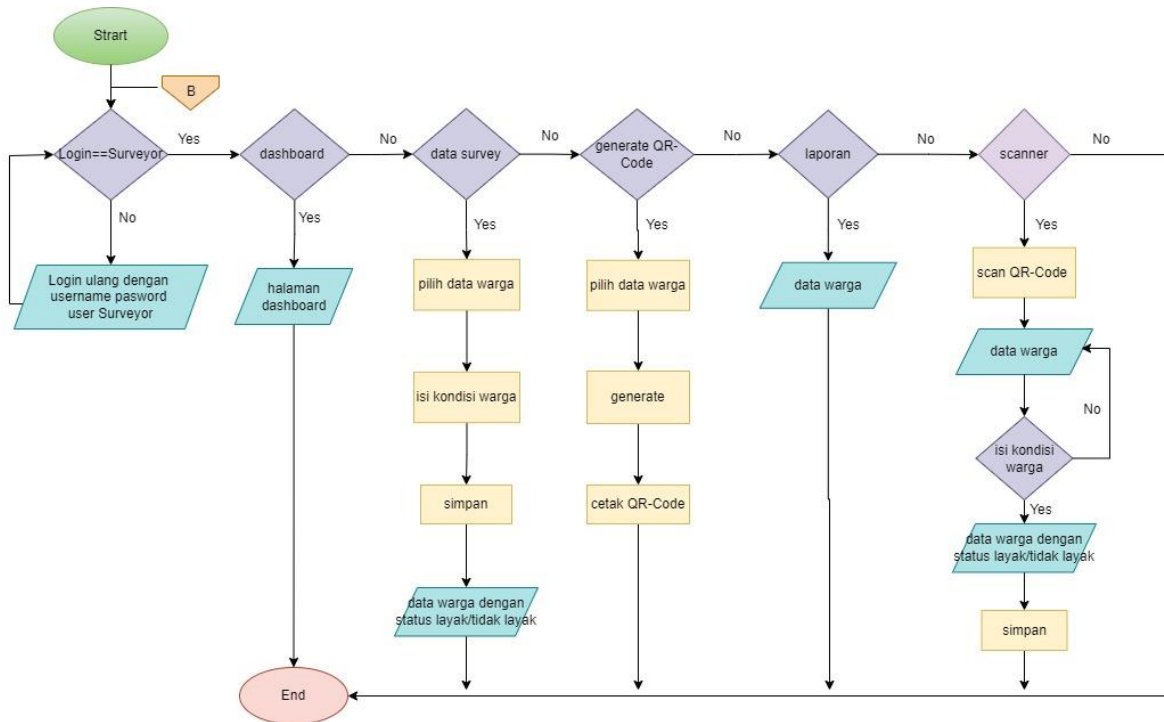 Strart
B
Login==Surveyor
Yes
dashboard
No
data survey
No
generate QR-
Code
No
laporan
No
scanner
No
No
Yes
Yes
Yes
Yes
Yes
Login ulang dengan
username pasword
user Surveyor
halaman
dashboard
pilih data warga
pilih data warga
data warga
scan QR-Code
data warga
isi kondisi warga
generate
No
isi kondisi
warga
simpan
cetak QR-Code
Yes
data warga dengan
status layak/tidak layak
data warga dengan
status layak/tidak layak
simpan
End